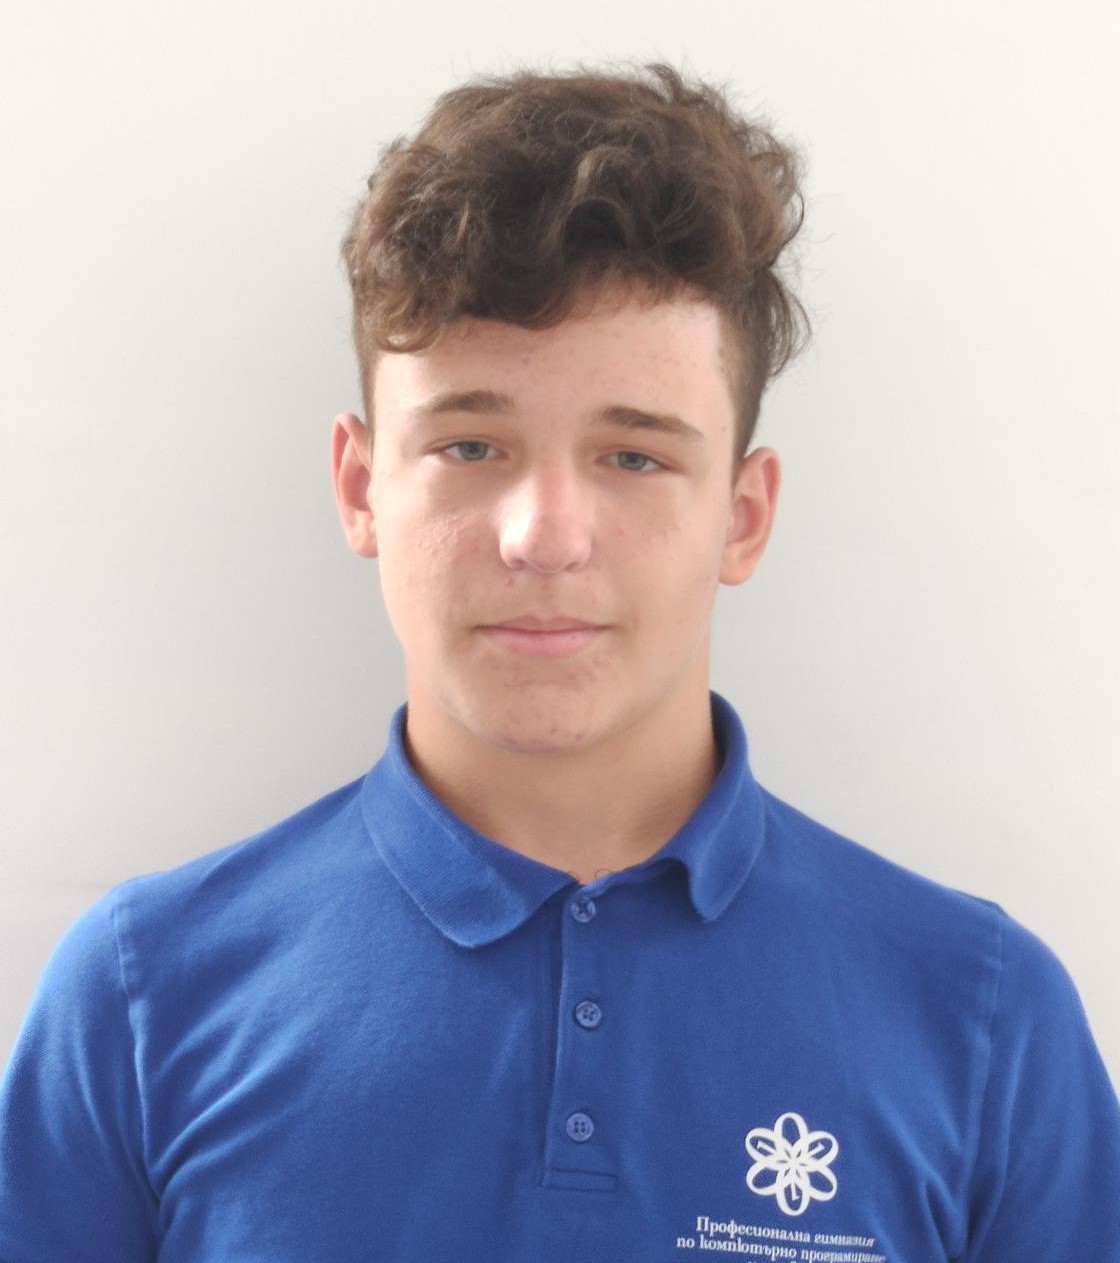 Професионална гимназия
по компютърно програмиране